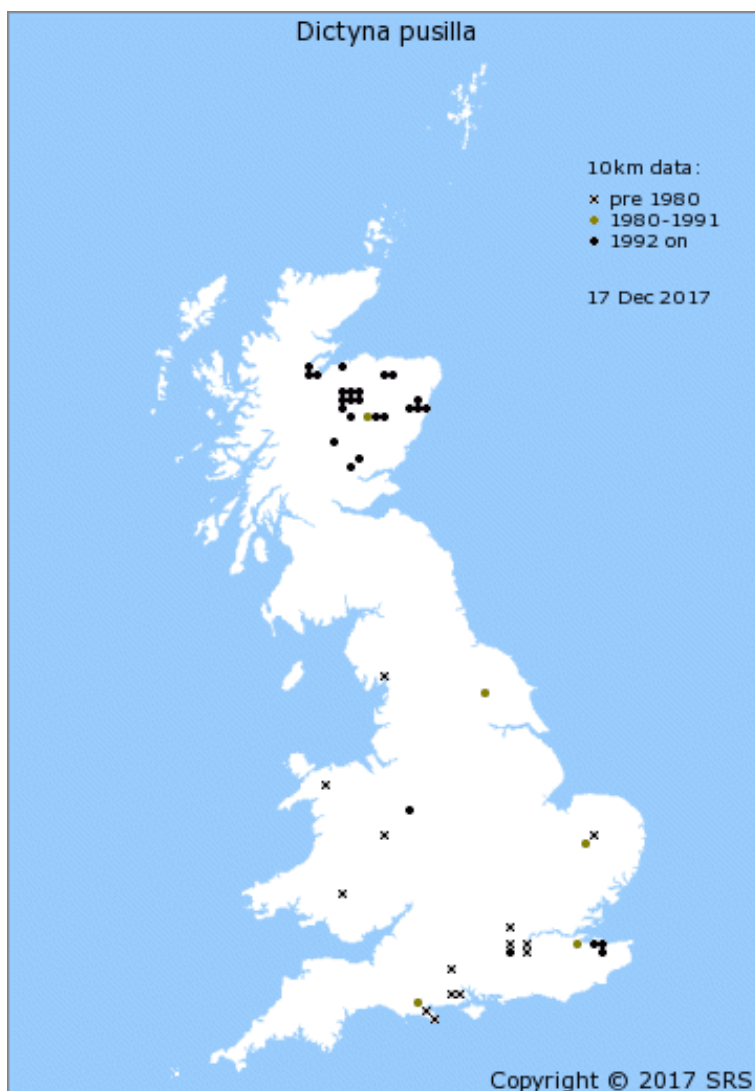 Dictyna pusilla
10km data:
pre 1980
1980-1991
1992 on
17 Dec 2017
Copyright © 2017 SRS